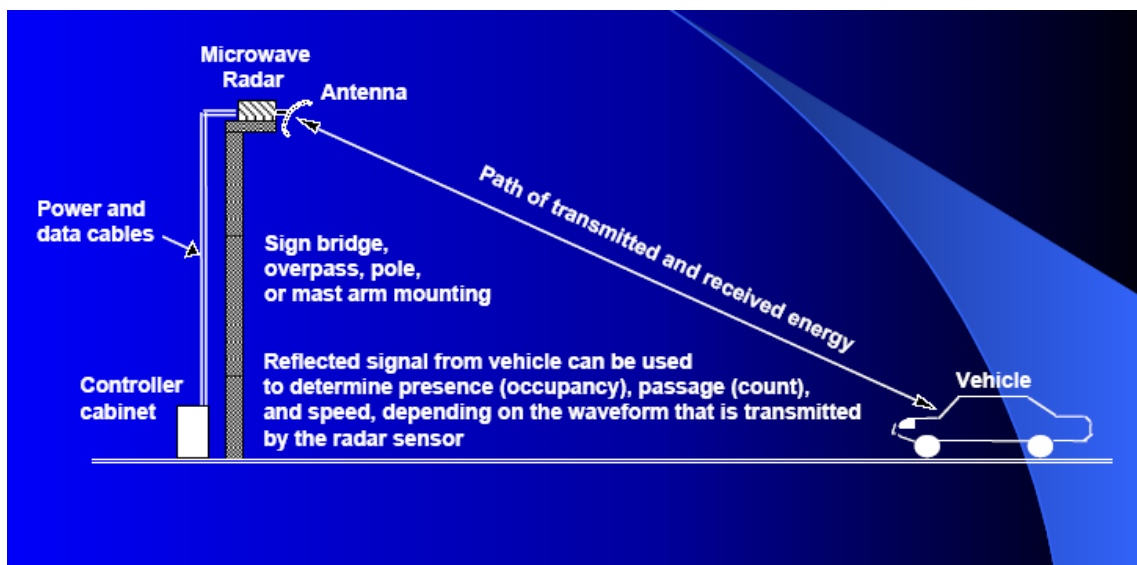 Microwave
Radar
Antenna
Path of transmitted and received energy
Power and
data cables
Sign bridge,
overpass, pole,
or mast arm mounting
Reflected signal from vehicle can be used
to determine presence (occupancy), passage (count),
and speed, depending on the waveform that is transmitted
by the radar sensor
Controller
cabinet
Vehicle